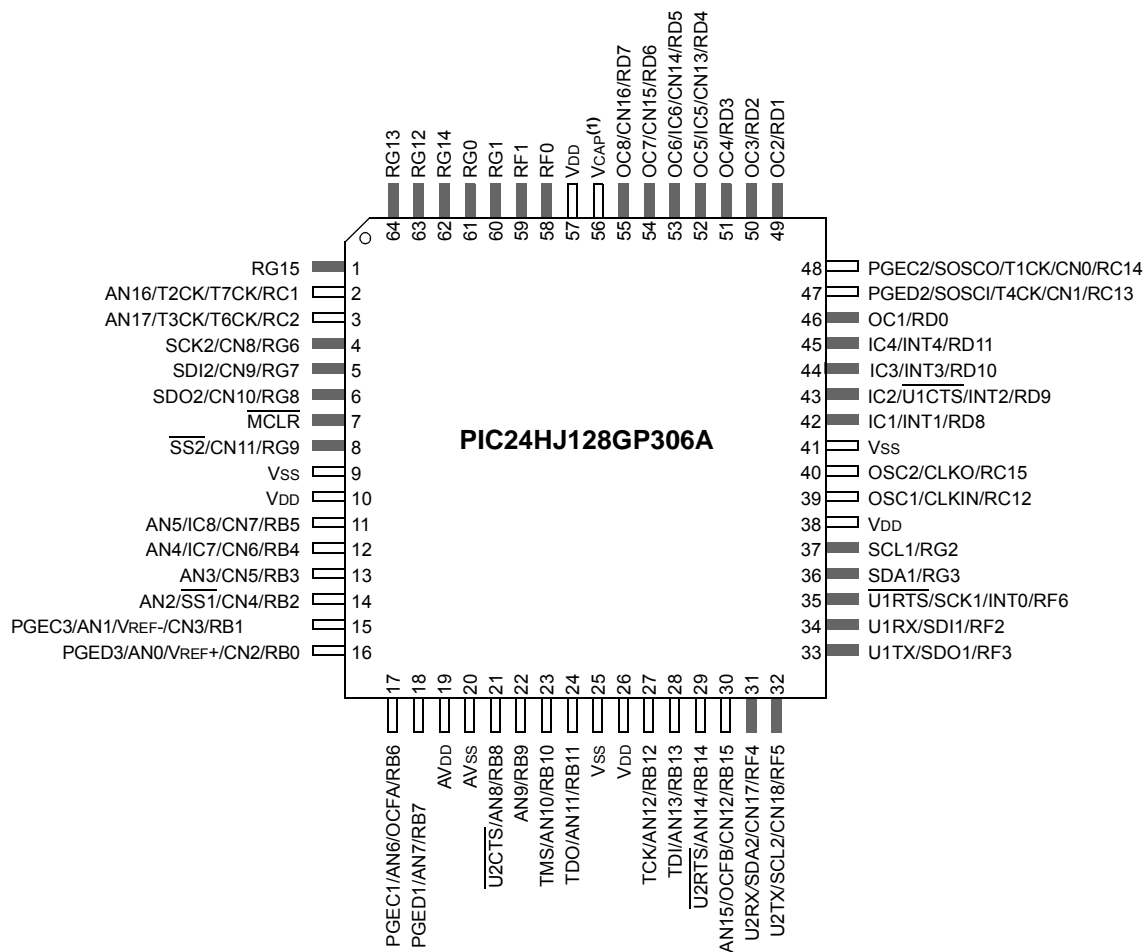 RG13
RG12
RG14
RG0
RG1
RF1
RF0
VDD
VCAP(1)
OC8/CN16/RD7
OC7/CN15/RD6
OC6/IC6/CN14/RD5
OC5/IC5/CN13/RD4
OC4/RD3
OC3/RD2
OC2/RD1
64 63 62 61 60 59 58 57 56 55 54 53 52 51 50 49
RG15 1
AN16/T2CK/T7CK/RC1 2
AN17/T3CK/T6CK/RC2 3
SCK2/CN8/RG6 4
SDI2/CN9/RG7 5
SDO2/CN10/RG8 6
MCLR 7
SS2/CN11/RG9 8
VSS 9
VDD 10
AN5/IC8/CN7/RB5 11
AN4/IC7/CN6/RB4 12
AN3/CN5/RB3 13
AN2/SS1/CN4/RB2 14
PGEC3/AN1/VREF-/CN3/RB1 15
PGED3/AN0/VREF+/CN2/RB0 16
PIC24HJ128GP306A
48 PGEC2/SOSCO/T1CK/CN0/RC14
47 PGED2/SOSCI/T4CK/CN1/RC13
46 OC1/RD0
45 IC4/INT4/RD11
44 IC3/INT3/RD10
43 IC2/U1CTS/INT2/RD9
42 IC1/INT1/RD8
41 VSS
40 OSC2/CLKO/RC15
39 OSC1/CLKIN/RC12
38 VDD
37 SCL1/RG2
36 SDA1/RG3
35 U1RTS/SCK1/INT0/RF6
34 U1RX/SDI1/RF2
33 U1TX/SDO1/RF3
17 18 19 20 21 22 23 24 25 26 27 28 29 30 31 32
PGEC1/AN6/OCFA/RB6
PGED1/AN7/RB7
AVDD
AVSS
U2CTS/AN8/RB8
AN9/RB9
TMS/AN10/RB10
TDO/AN11/RB11
VSS
VDD
TCK/AN12/RB12
TDI/AN13/RB13
U2RTS/AN14/RB14
AN15/OCFB/CN12/RB15
U2RX/SDA2/CN17/RF4
U2TX/SCL2/CN18/RF5